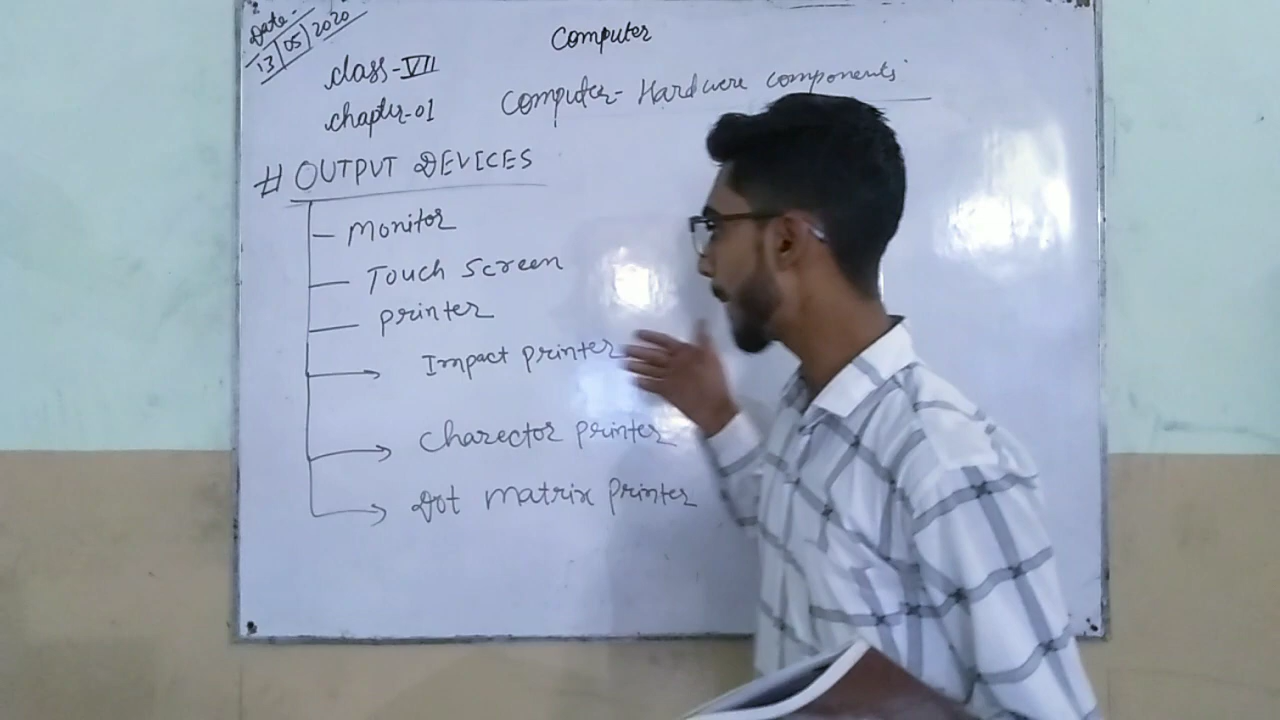 Date-
13/05/2020
Computer
class-VII
chapter-01
Computer- Hardwere components
# OUTPUT DEVICES
Monitor
Touch Screen
printer
Impact printer
Charector printer
Dot matrix printer